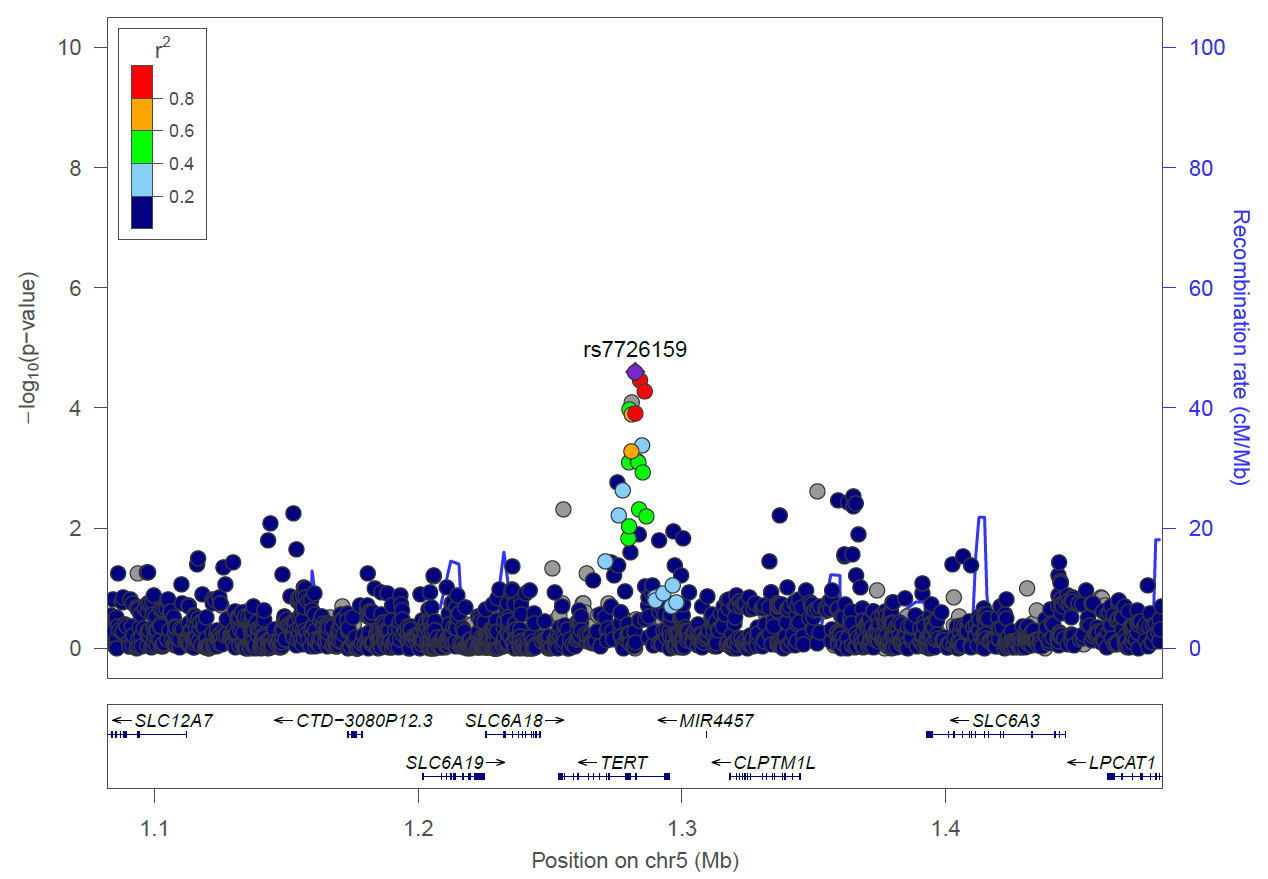 r2
0.8
0.6
0.4
0.2
10
8
6
4
2
0
−log10(p−value)
100
80
60
40
20
0
Recombination rate (cM/Mb)
rs7726159
SLC12A7
CTD−3080P12.3
SLC6A18
MIR4457
SLC6A3
SLC6A19
TERT
CLPTM1L
LPCAT1
1.1
1.2
1.3
1.4
Position on chr5 (Mb)